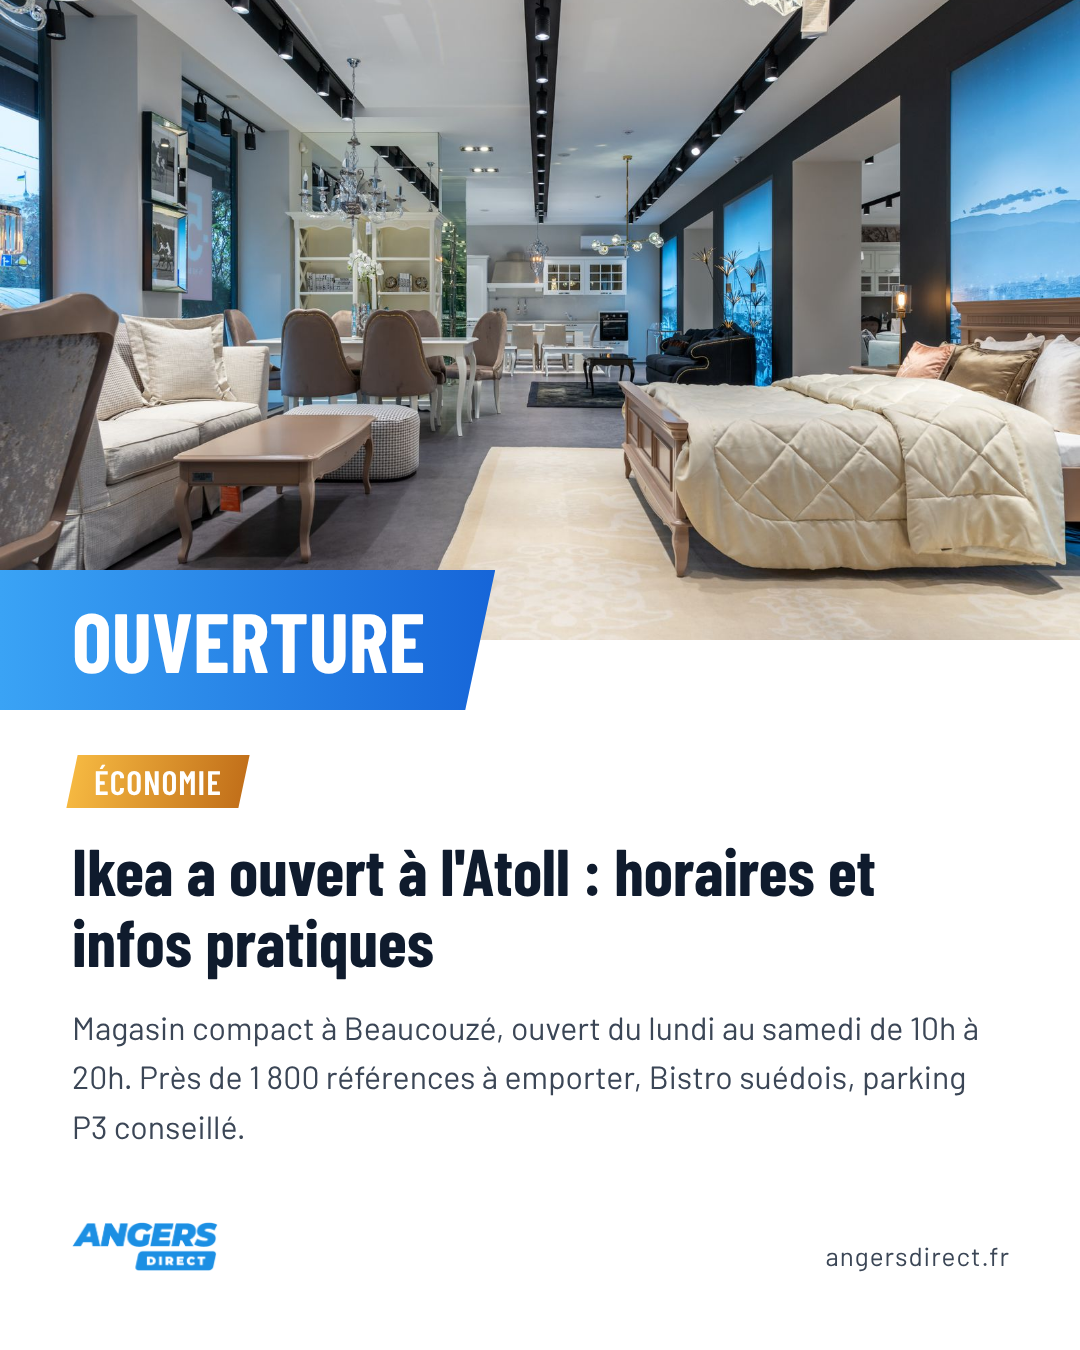 OUVERTURE
ÉCONOMIE
Ikea a ouvert à l'Atoll : horaires et
infos pratiques
Magasin compact à Beaucouzé, ouvert du lundi au samedi de 10h à
20h. Près de 1 800 références à emporter, Bistro suédois, parking
P3 conseillé.
ANGERS
DIRECT
angersdirect.fr